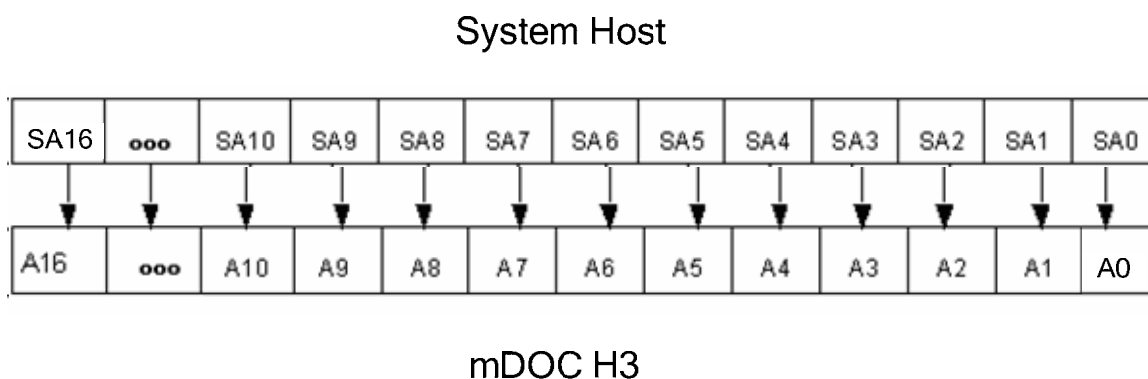 System Host
SA16 ooo SA10 SA9 SA8 SA7 SA6 SA5 SA4 SA3 SA2 SA1 SA0
A16 ooo A10 A9 A8 A7 A6 A5 A4 A3 A2 A1 A0
mDOC H3